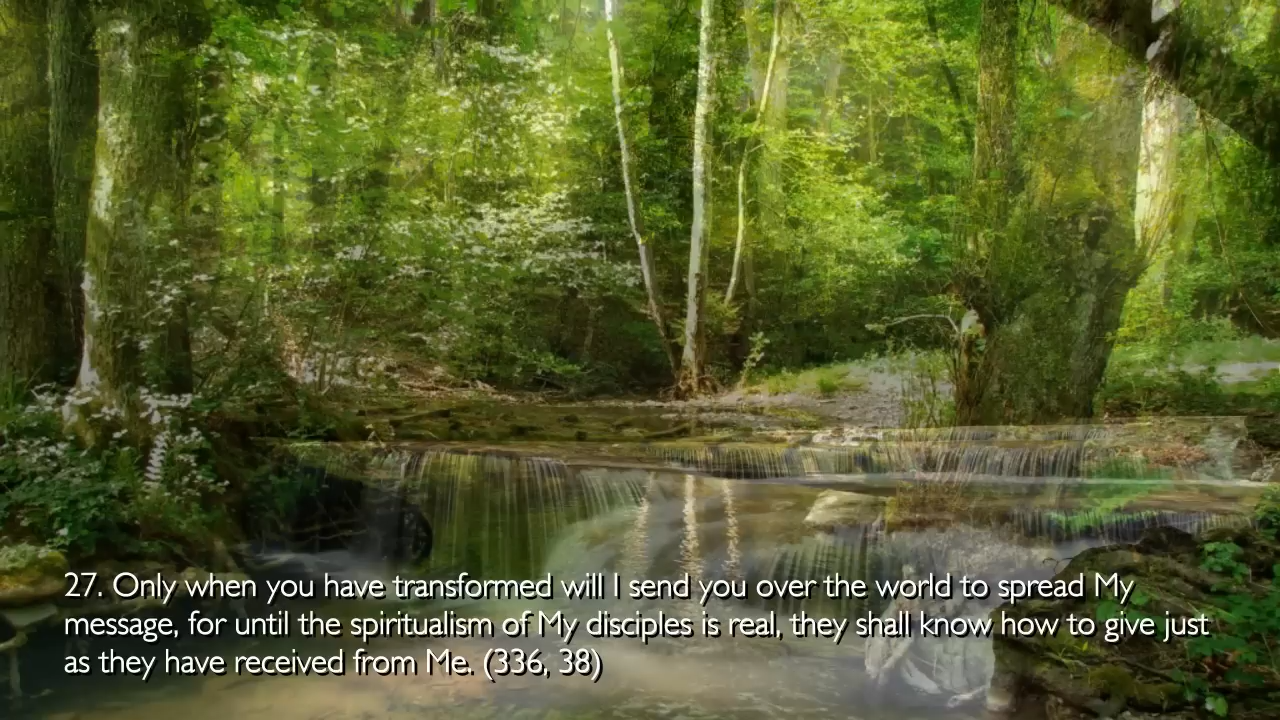 27. Only when you have transformed will I send you over the world to spread My
message, for until the spiritualism of My disciples is real, they shall know how to give just
as they have received from Me. (336, 38)